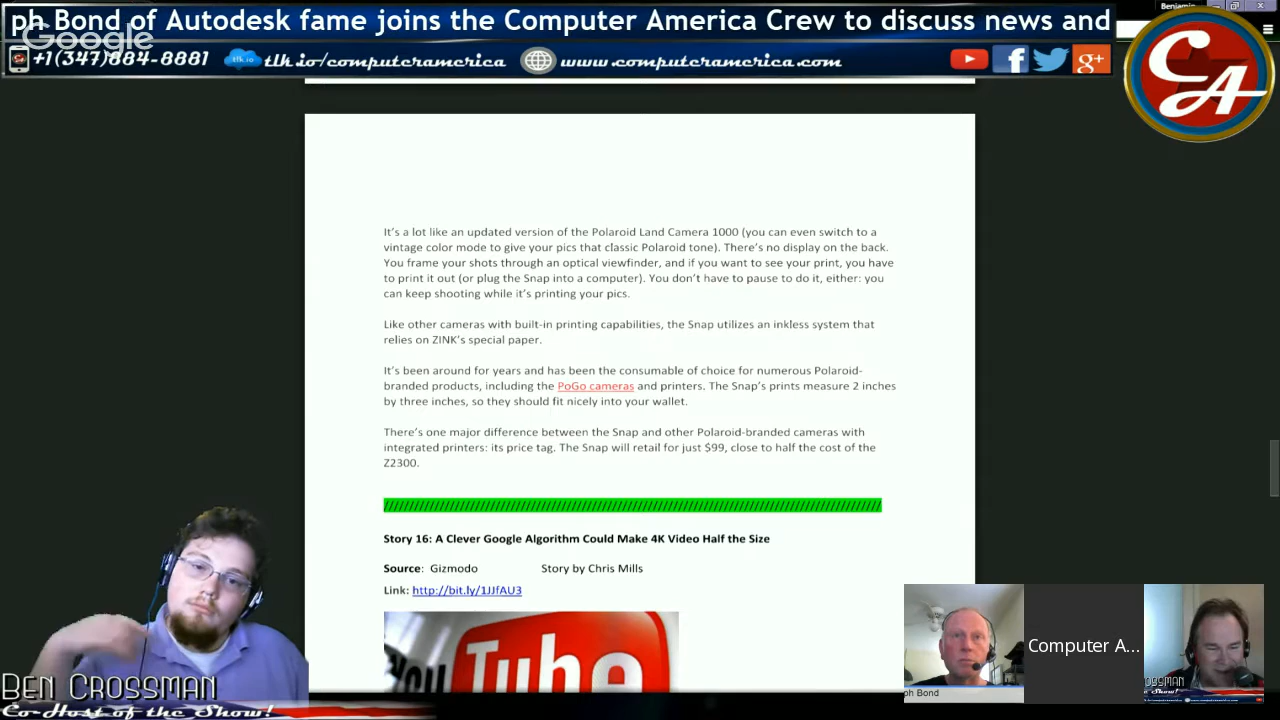 ph Bond of Autodesk fame joins the Computer America Crew to discuss news and
Google
Benjamin
+1(347)-884-8881
tlk.io
tlk.io/computeramerica
www.computeramerica.com
f
g+
CA
It's a lot like an updated version of the Polaroid Land Camera 1000 (you can even switch to a
vintage color mode to give your pics that classic Polaroid tone). There's no display on the back.
You frame your shots through an optical viewfinder, and if you want to see your print, you have
to print it out (or plug the Snap into a computer). You don't have to pause to do it, either: you
can keep shooting while it's printing your pics.
Like other cameras with built-in printing capabilities, the Snap utilizes an inkless system that
relies on ZINK's special paper.
It's been around for years and has been the consumable of choice for numerous Polaroid-
branded products, including the PoGo cameras and printers. The Snap's prints measure 2 inches
by three inches, so they should fit nicely into your wallet.
There's one major difference between the Snap and other Polaroid-branded cameras with
integrated printers: its price tag. The Snap will retail for just $99, close to half the cost of the
Z2300.
////////////////////////////////////////////////////////////////////////////////////////////////////
Story 16: A Clever Google Algorithm Could Make 4K Video Half the Size
Source: Gizmodo Story by Chris Mills
Link: http://bit.ly/1JJfAU3
You Tube
BEN CROSSMAN
Co-Host of the Show!
ph Bond
Computer A...
CROSSMAN
the Show!